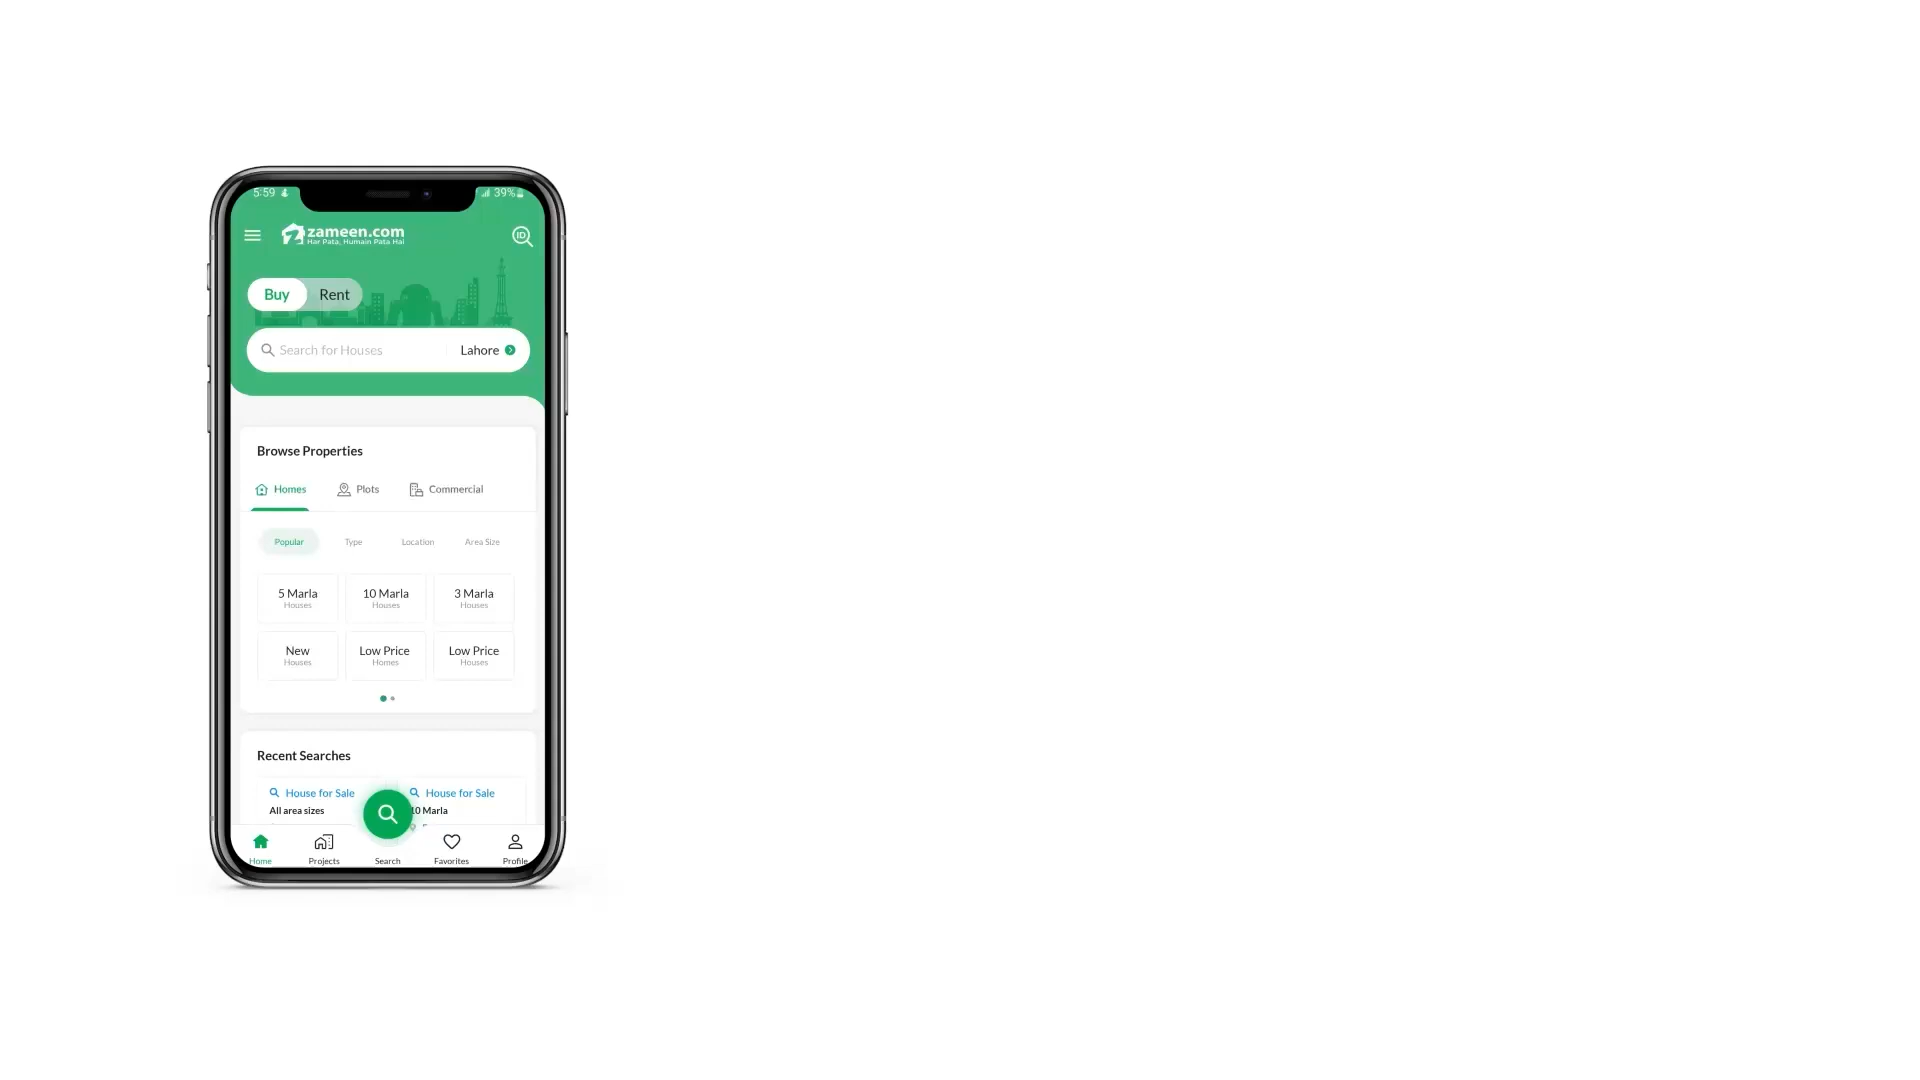 5:59
39%
zameen.com
Har Pata, Humain Pata Hai
ID
Buy
Rent
Search for Houses
Lahore
Browse Properties
Homes
Plots
Commercial
Popular
Type
Location
Area Size
5 Marla
Houses
10 Marla
Houses
3 Marla
Houses
New
Houses
Low Price
Homes
Low Price
Houses
Recent Searches
House for Sale
All area sizes
House for Sale
10 Marla
Home
Projects
Search
Favorites
Profile